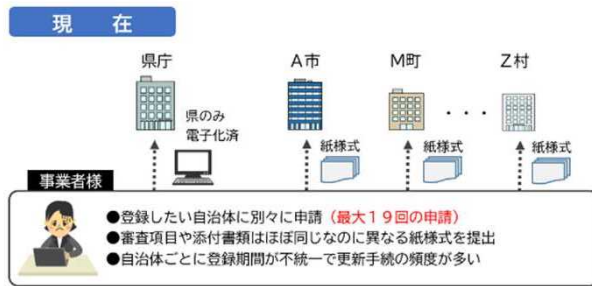 現 在
県庁
A市
M町
・・・
Z村
県のみ
電子化済
紙様式
紙様式
紙様式
事業者様
●登録したい自治体に別々に申請（最大１９回の申請）
●審査項目や添付書類はほぼ同じなのに異なる紙様式を提出
●自治体ごとに登録期間が不統一で更新手続の頻度が多い